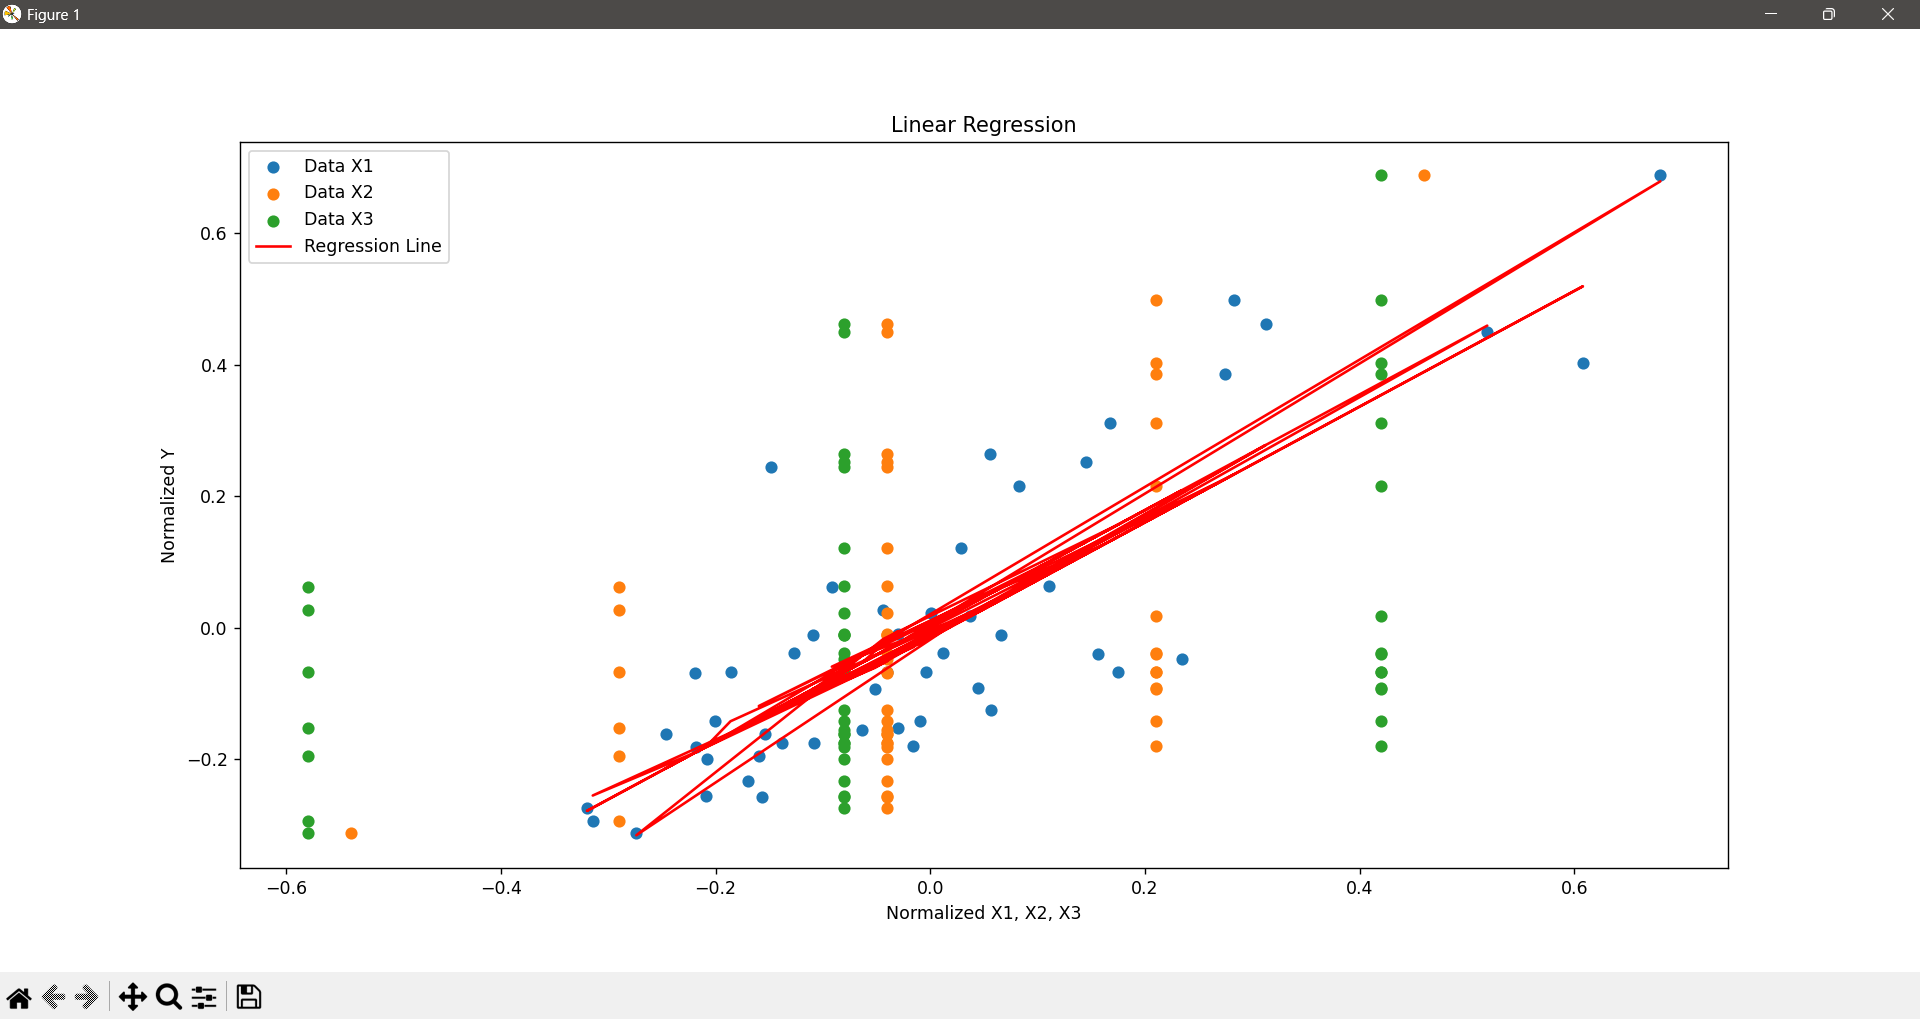 Figure 1
Linear Regression
Data X1
Data X2
Data X3
Regression Line
0.6
0.4
0.2
0.0
−0.2
Normalized Y
−0.6
−0.4
−0.2
0.0
0.2
0.4
0.6
Normalized X1, X2, X3